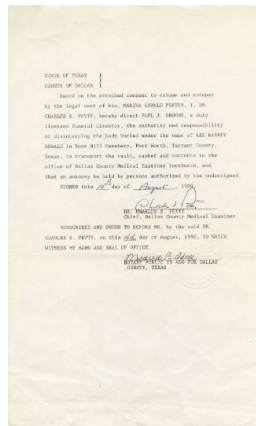 STATE OF TEXAS )
COUNTY OF DALLAS )
Based on the attached consent to exhume and autopsy
by the legal next of kin, MARINA OSWALD PORTER, I, DR.
CHARLES S. PETTY, hereby direct PAUL J. GROODY, a duly
licensed funeral director, the authority and responsibility
of disinterring the body buried under the name of LEE HARVEY
OSWALD in Rose Hill Cemetery, Fort Worth, Tarrant County,
Texas, to transport the vault, casket and contents to the
office of Dallas County Medical Examiner forthwith, and
that an autopsy be held by persons authorized by the undersigned.
SIGNED this day of August, 1980.
DR. CHARLES S. PETTY
Chief, Dallas County Medical Examiner
SUBSCRIBED AND SWORN TO BEFORE ME, by the said DR.
CHARLES S. PETTY, on this day of August, 1980, TO WHICH
WITNESS MY HAND AND SEAL OF OFFICE.
NOTARY PUBLIC IN AND FOR DALLAS
COUNTY, TEXAS